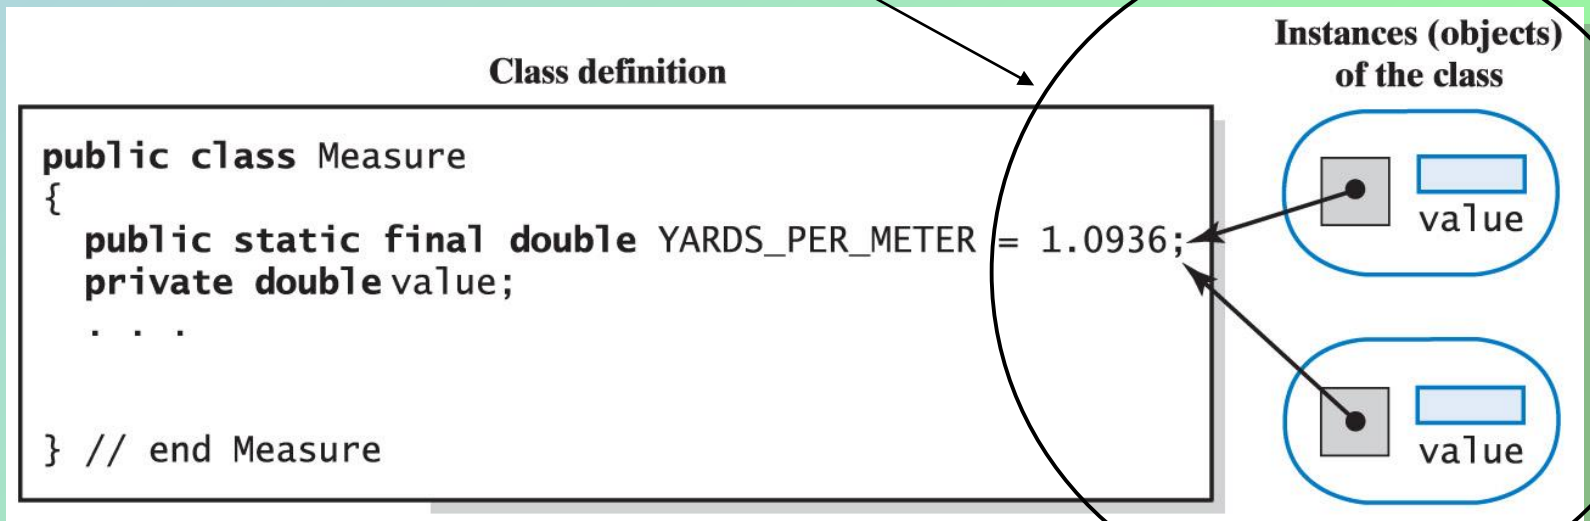 Class definition
Instances (objects)
of the class
public class Measure
{
public static final double YARDS_PER_METER = 1.0936;
private double value;
. . .
} // end Measure
value
value